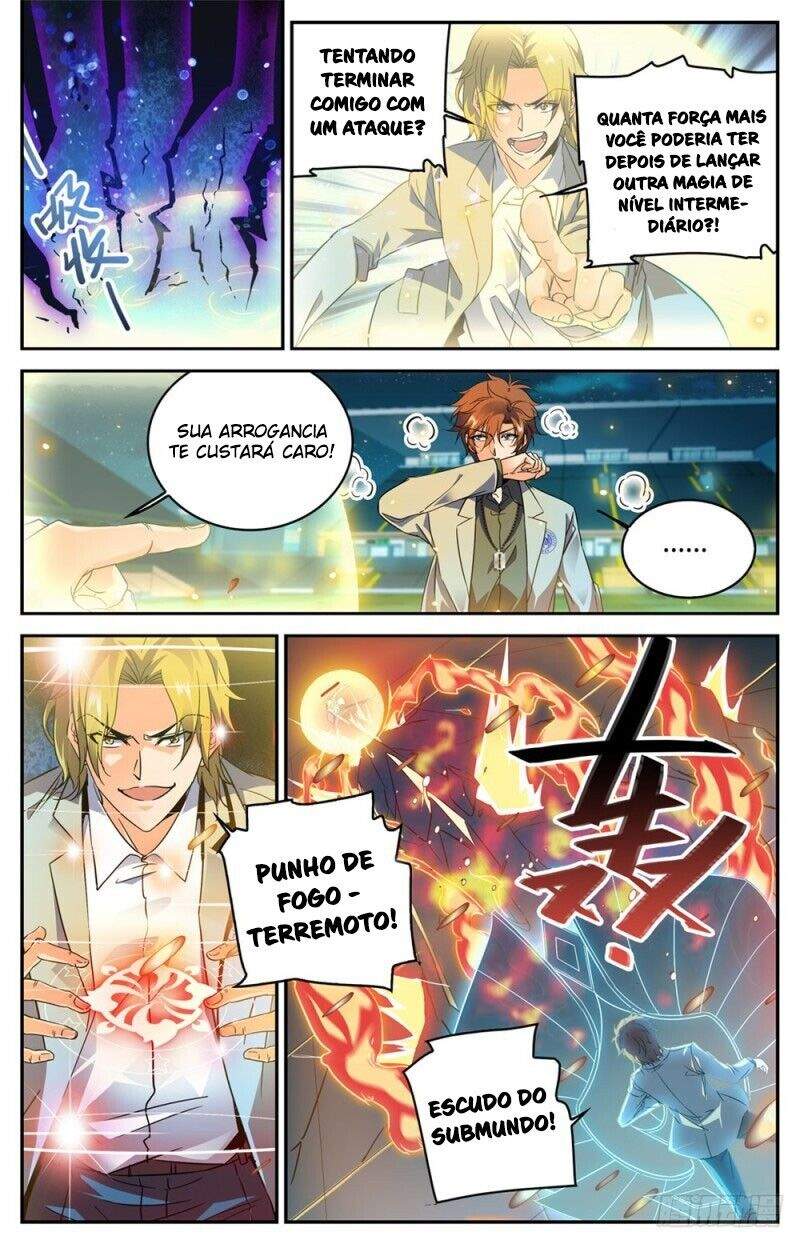 吸
收
TENTANDO
TERMINAR
COMIGO COM
UM ATAQUE?
QUANTA FORÇA MAIS
VOCÊ PODERIA TER
DEPOIS DE LANÇAR
OUTRA MAGIA DE
NÍVEL INTERME-
DIÁRIO?!
SUA ARROGANCIA
TE CUSTARÁ CARO!
......
PUNHO DE
FOGO -
TERREMOTO!
ESCUDO DO
SUBMUNDO!